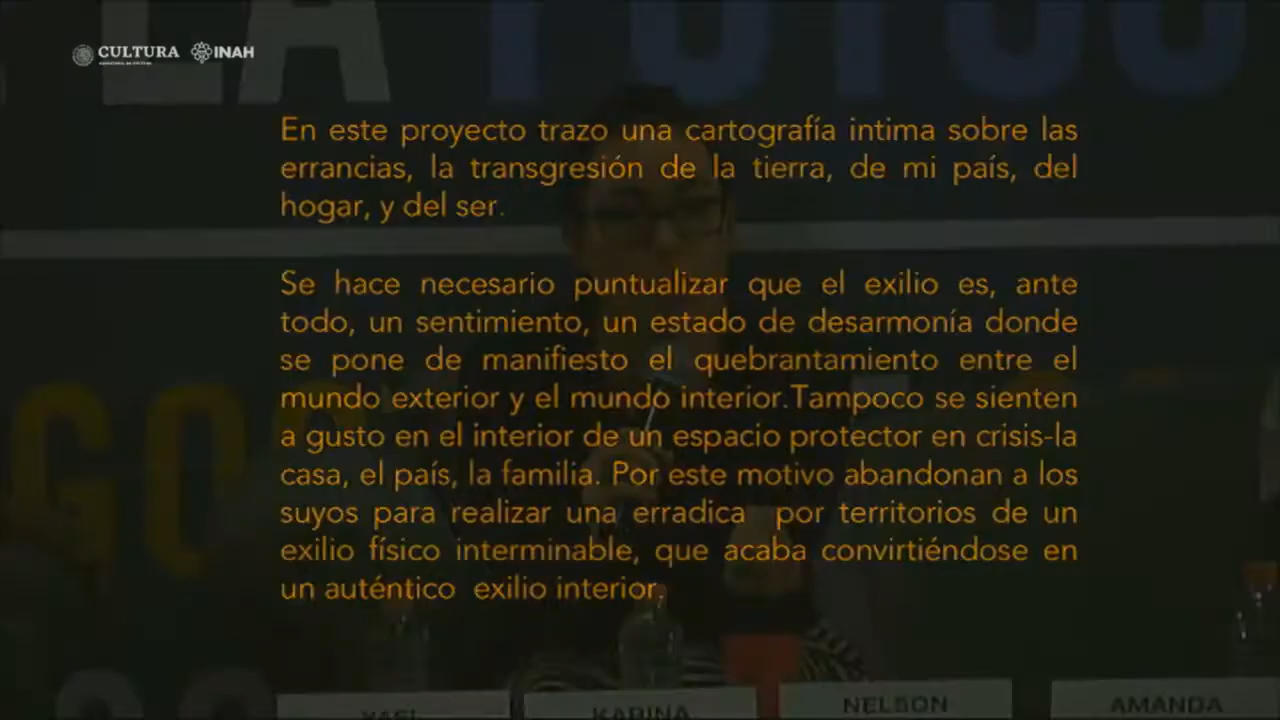 LA FOTOG
CULTURA INAH
En este proyecto trazo una cartografía intima sobre las
errancias, la transgresión de la tierra, de mi país, del
hogar, y del ser.
Se hace necesario puntualizar que el exilio es, ante
todo, un sentimiento, un estado de desarmonía donde
se pone de manifiesto el quebrantamiento entre el
mundo exterior y el mundo interior.Tampoco se sienten
a gusto en el interior de un espacio protector en crisis-la
casa, el país, la familia. Por este motivo abandonan a los
suyos para realizar una erradica por territorios de un
exilio físico interminable, que acaba convirtiéndose en
un auténtico exilio interior.
KARINA
NELSON
AMANDA